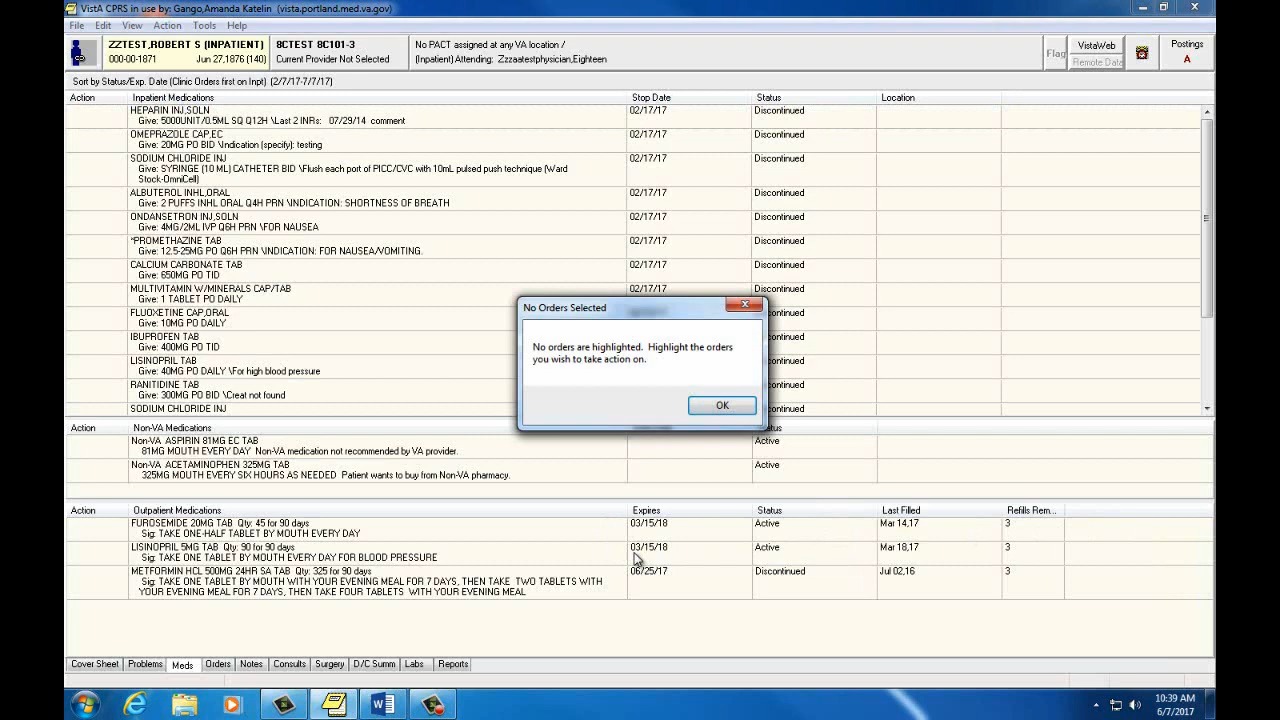 VistA CPRS in use by: Gango,Amanda Katelin (vista.portland.med.va.gov)
File Edit View Action Tools Help
ZZTEST,ROBERT S (INPATIENT) 8CTEST 8C101-3 No PACT assigned at any VA location / Flag VistaWeb Postings
000-00-1871 Jun 27,1876 (140) Current Provider Not Selected (Inpatient) Attending: Zzzaatestphysician,Eighteen Remote Data A
Sort by Status/Exp. Date (Clinic Orders first on Inpt) (2/7/17-7/7/17)
Action Inpatient Medications Stop Date Status Location
HEPARIN INJ,SOLN 02/17/17 Discontinued
Give: 5000UNIT/0.5ML SQ Q12H \Last 2 INRs: 07/29/14 comment
OMEPRAZOLE CAP,EC 02/17/17 Discontinued
Give: 20MG PO BID \Indication (specify): testing
SODIUM CHLORIDE INJ 02/17/17 Discontinued
Give: SYRINGE (10 ML) CATHETER BID \Flush each port of PICC/CVC with 10mL pulsed push technique (Ward
Stock-OmniCell)
ALBUTEROL INHL,ORAL 02/17/17 Discontinued
Give: 2 PUFFS INHL ORAL Q4H PRN \INDICATION: SHORTNESS OF BREATH
ONDANSETRON INJ,SOLN 02/17/17 Discontinued
Give: 4MG/2ML IVP Q6H PRN \FOR NAUSEA
*PROMETHAZINE TAB 02/17/17 Discontinued
Give: 12.5-25MG PO Q6H PRN \INDICATION: FOR NAUSEA/VOMITING.
CALCIUM CARBONATE TAB 02/17/17 Discontinued
Give: 650MG PO TID
MULTIVITAMIN W/MINERALS CAP/TAB 02/17/17 Discontinued
Give: 1 TABLET PO DAILY
FLUOXETINE CAP,ORAL Discontinued
Give: 10MG PO DAILY
IBUPROFEN TAB Discontinued
Give: 400MG PO TID
LISINOPRIL TAB Discontinued
Give: 40MG PO DAILY \For high blood pressure
RANITIDINE TAB Discontinued
Give: 300MG PO BID \Creat not found
SODIUM CHLORIDE INJ Discontinued
No Orders Selected
No orders are highlighted. Highlight the orders
you wish to take action on.
OK
Action Non-VA Medications Status
Non-VA ASPIRIN 81MG EC TAB Active
81MG MOUTH EVERY DAY Non-VA medication not recommended by VA provider.
Non-VA ACETAMINOPHEN 325MG TAB Active
325MG MOUTH EVERY SIX HOURS AS NEEDED Patient wants to buy from Non-VA pharmacy.
Action Outpatient Medications Expires Status Last Filled Refills Rem...
FUROSEMIDE 20MG TAB Qty: 45 for 90 days 03/15/18 Active Mar 14,17 3
Sig: TAKE ONE-HALF TABLET BY MOUTH EVERY DAY
LISINOPRIL 5MG TAB Qty: 90 for 90 days 03/15/18 Active Mar 18,17 3
Sig: TAKE ONE TABLET BY MOUTH EVERY DAY FOR BLOOD PRESSURE
METFORMIN HCL 500MG 24HR SA TAB Qty: 325 for 90 days 06/25/17 Discontinued Jul 02,16 3
Sig: TAKE ONE TABLET BY MOUTH WITH YOUR EVENING MEAL FOR 7 DAYS, THEN TAKE TWO TABLETS WITH
YOUR EVENING MEAL FOR 7 DAYS, THEN TAKE FOUR TABLETS WITH YOUR EVENING MEAL
Cover Sheet Problems Meds Orders Notes Consults Surgery D/C Summ Labs Reports
10:39 AM
6/7/2017